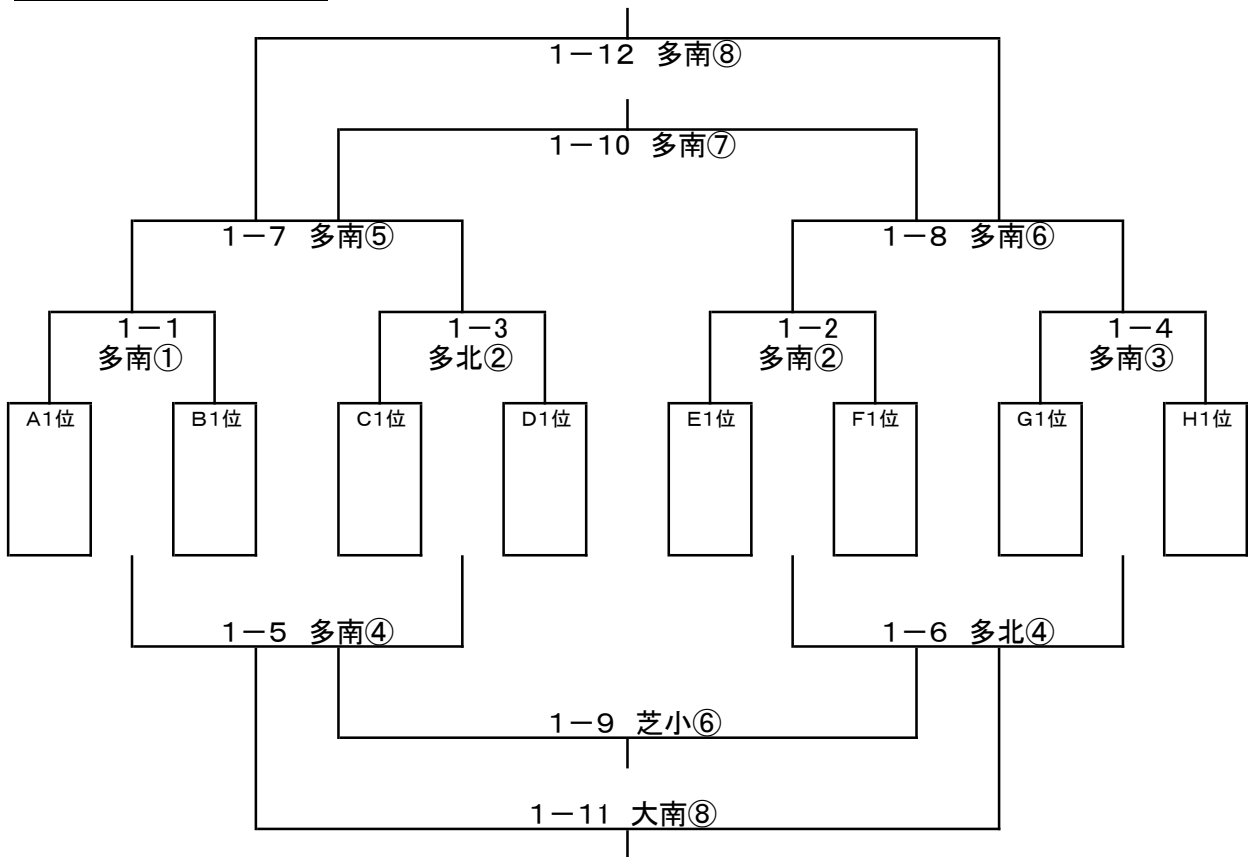 1－12 多南⑧
1－10 多南⑦
1－7 多南⑤
1－8 多南⑥
1－1
多南①
1－3
多北②
1－2
多南②
1－4
多南③
A1位
B1位
C1位
D1位
E1位
F1位
G1位
H1位
1－5 多南④
1－6 多北④
1－9 芝小⑥
1－11 大南⑧